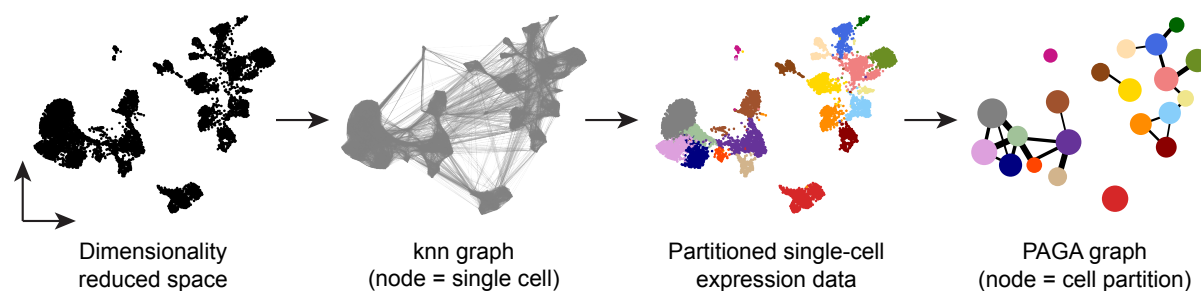 Dimensionality
reduced space
knn graph
(node = single cell)
Partitioned single-cell
expression data
PAGA graph
(node = cell partition)